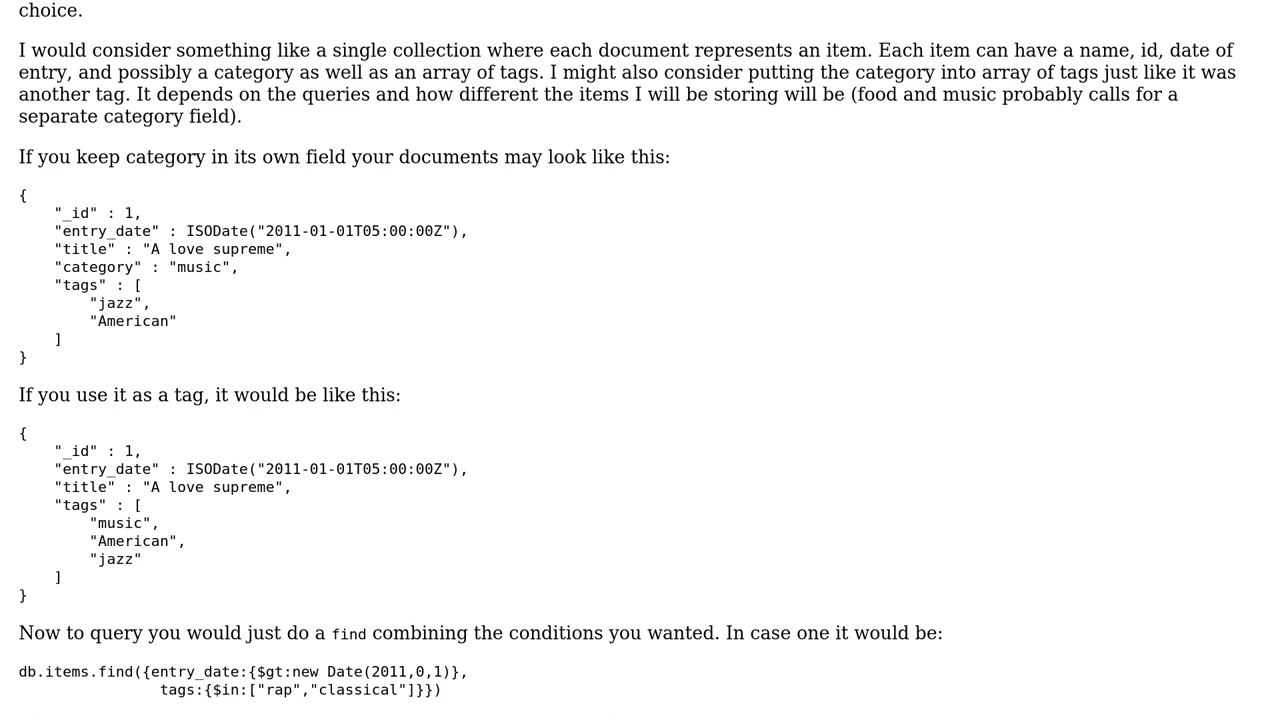 choice.
I would consider something like a single collection where each document represents an item. Each item can have a name, id, date of
entry, and possibly a category as well as an array of tags. I might also consider putting the category into array of tags just like it was
another tag. It depends on the queries and how different the items I will be storing will be (food and music probably calls for a
separate category field).
If you keep category in its own field your documents may look like this:
{
    "_id" : 1,
    "entry_date" : ISODate("2011-01-01T05:00:00Z"),
    "title" : "A love supreme",
    "category" : "music",
    "tags" : [
        "jazz",
        "American"
    ]
}
If you use it as a tag, it would be like this:
{
    "_id" : 1,
    "entry_date" : ISODate("2011-01-01T05:00:00Z"),
    "title" : "A love supreme",
    "tags" : [
        "music",
        "American",
        "jazz"
    ]
}
Now to query you would just do a find combining the conditions you wanted. In case one it would be:
db.items.find({entry_date:{$gt:new Date(2011,0,1)},
                tags:{$in:["rap","classical"]}})